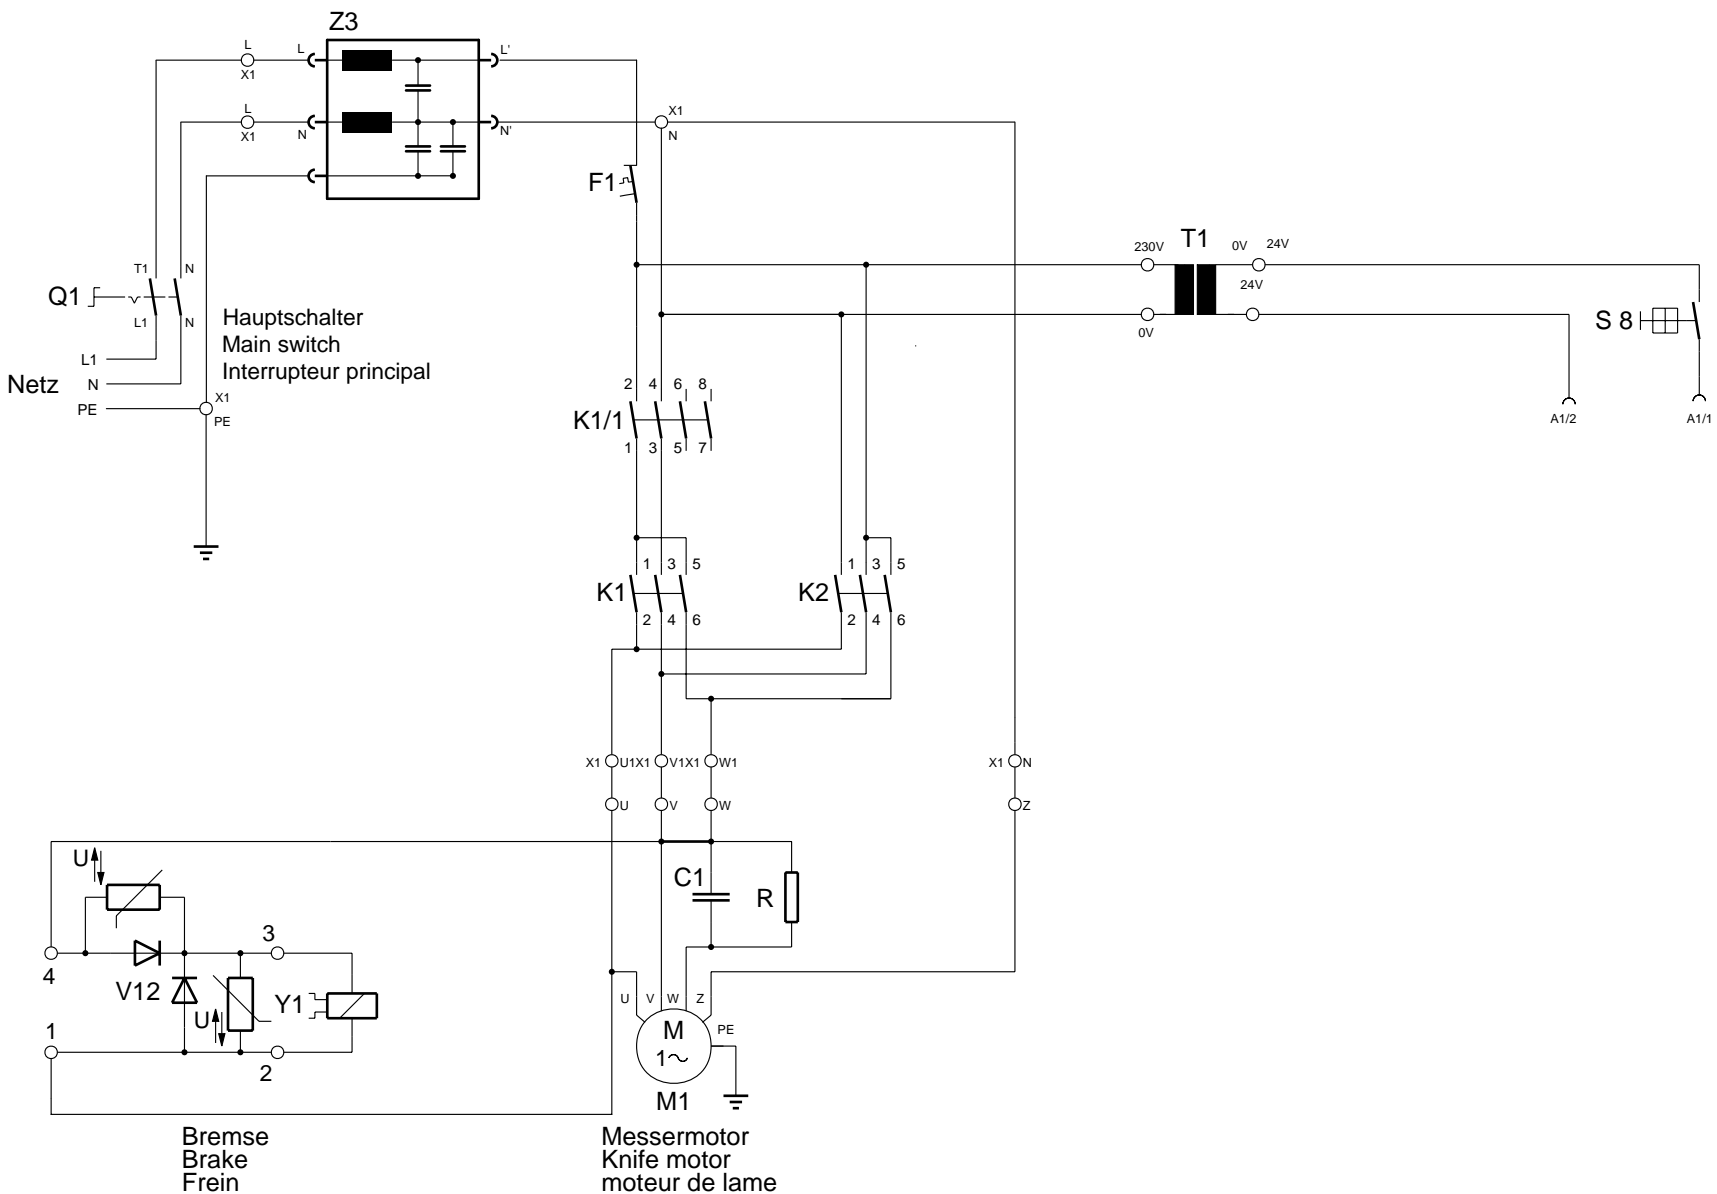 Z3
L
L
L'
X1
L
X1
N
N'
X1
N
F1
T1
N
Q1
L1
N
Hauptschalter
Main switch
Interrupteur principal
L1
Netz
N
PE
X1
PE
230V
T1
0V
24V
24V
0V
S 8
A1/2
A1/1
2 4 6 8
K1/1
1 3 5 7
1 3 5
K1
2 4 6
1 3 5
K2
2 4 6
X1 U1 X1 V1 X1 W1
X1 N
U V W
Z
U
C1
R
3
4
V12
U
Y1
1
2
U V W Z
M
1~
PE
M1
Bremse
Brake
Frein
Messermotor
Knife motor
moteur de lame